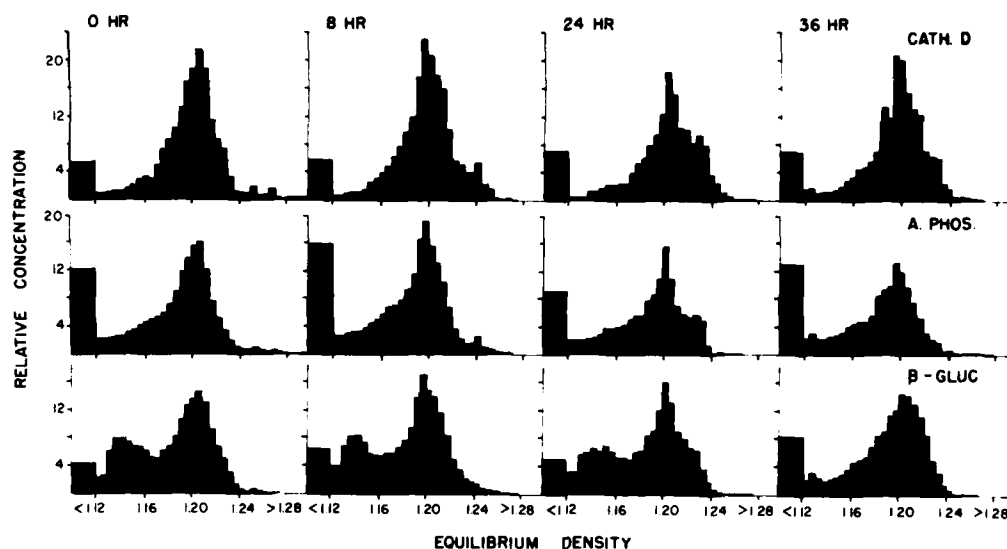 0 HR 8 HR 24 HR 36 HR
CATH. D
20
12
4
A. PHOS.
20
12
4
β-GLUC
12
4
RELATIVE CONCENTRATION
<1.12 1.16 1.20 1.24 >1.28 <1.12 1.16 1.20 >1.28 <1.12 1.16 1.20 1.24 >1.28 <1.12 1.16 1.20 1.24 >1.28
EQUILIBRIUM DENSITY